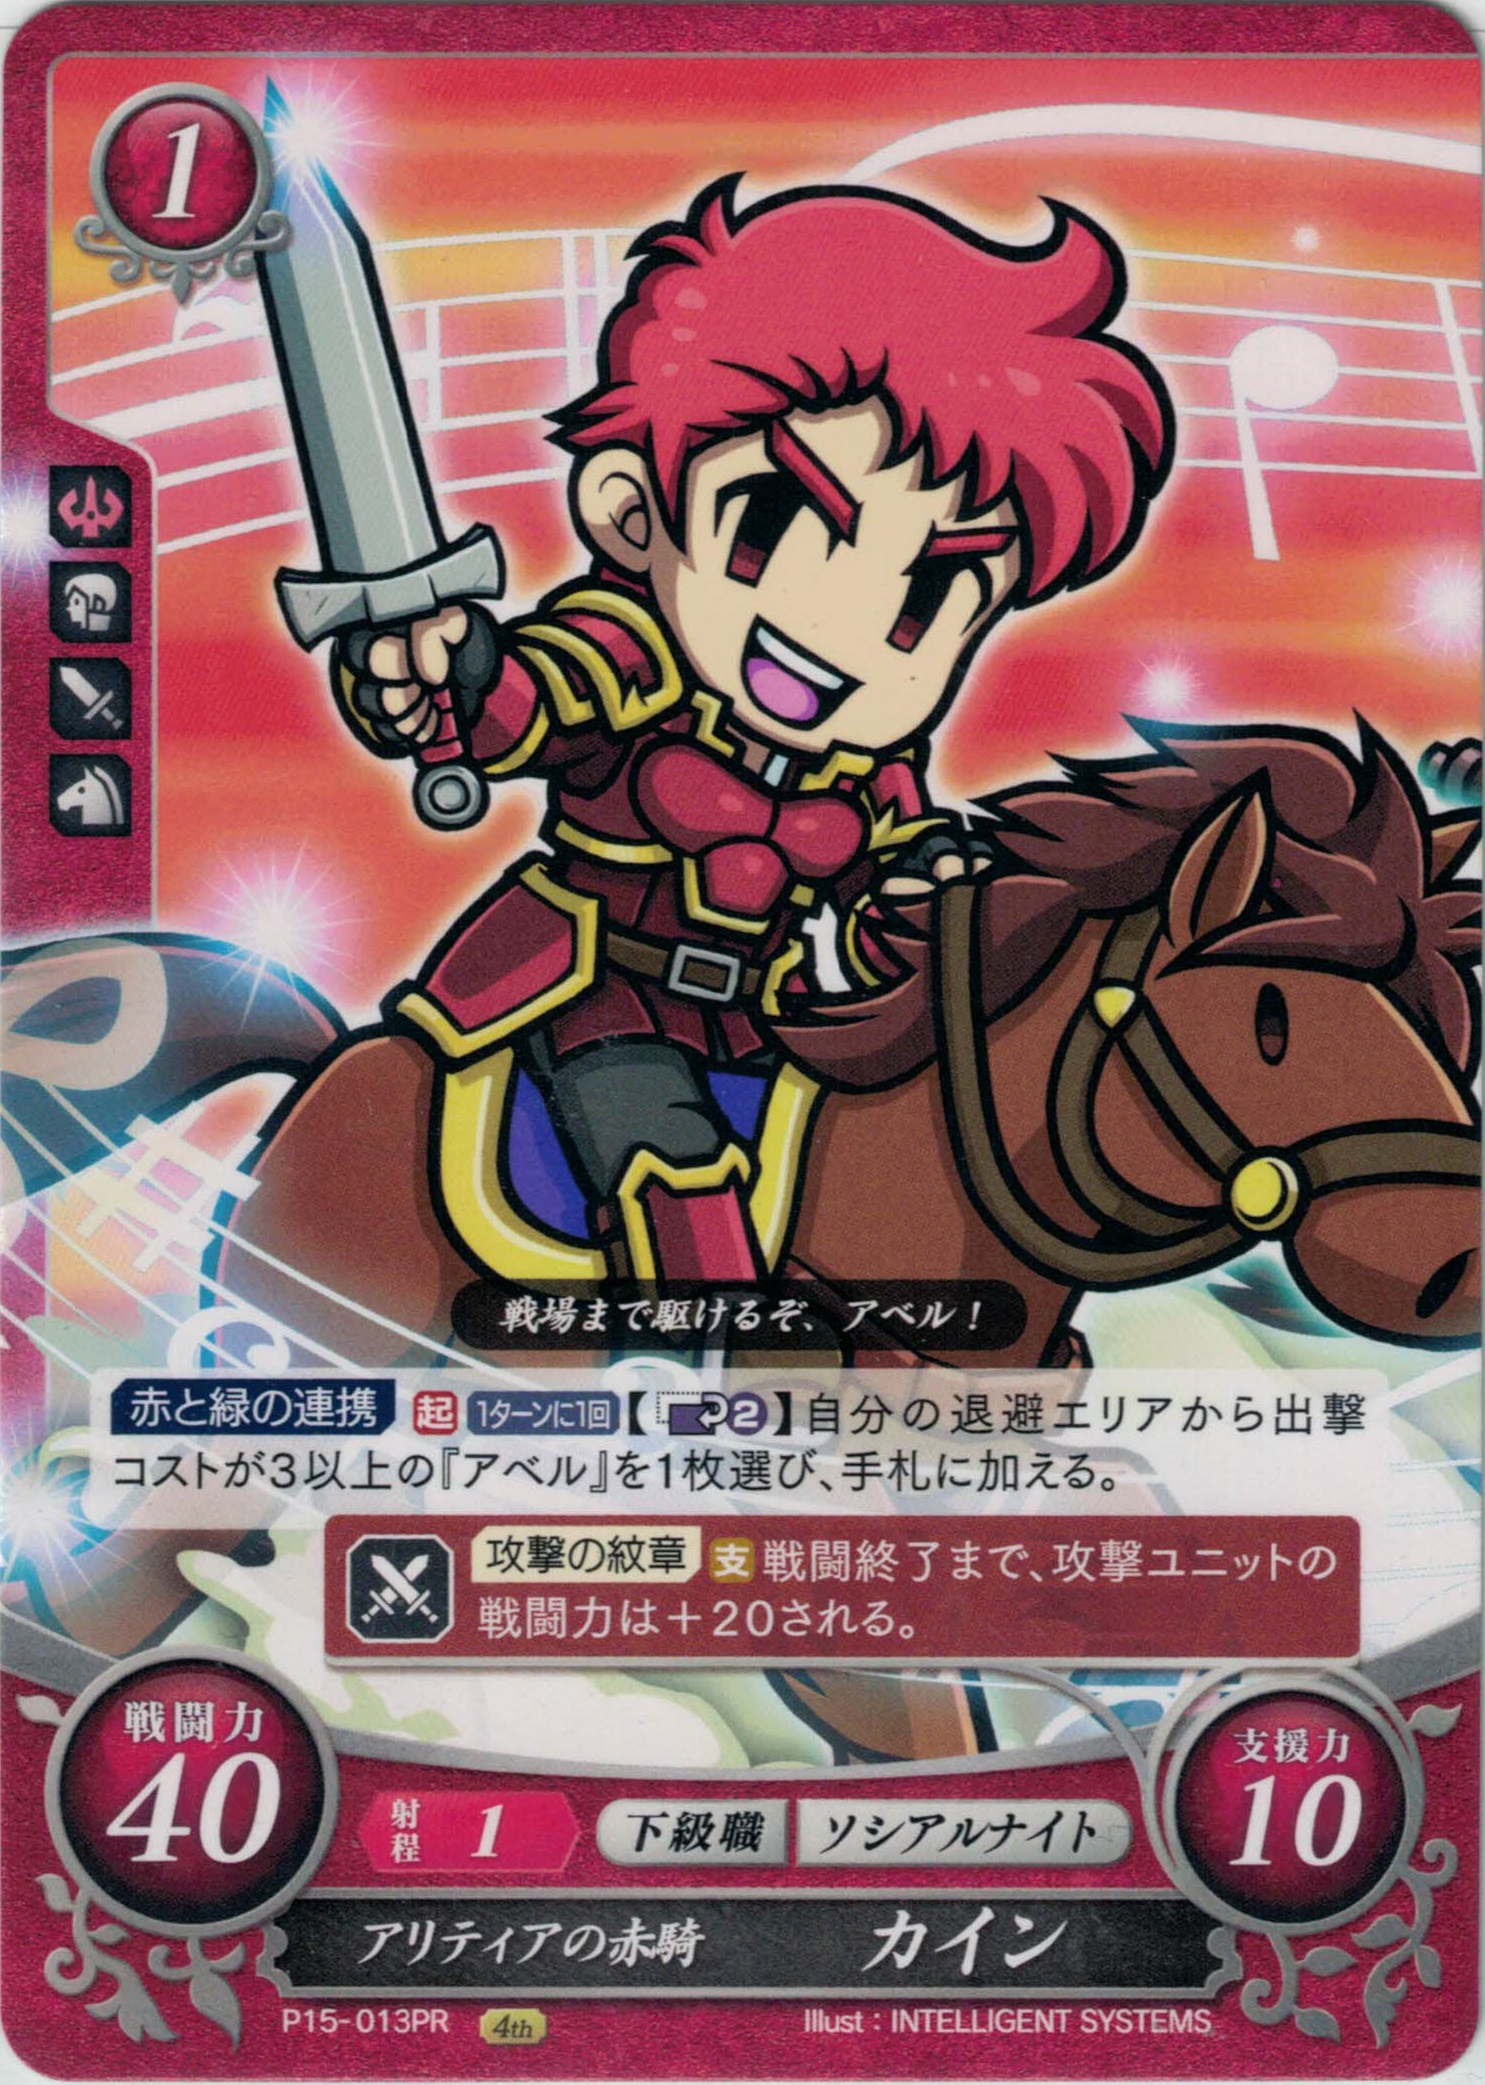 1
戦場まで駆けるぞ、アベル！
赤と緑の連携 起 1ターンに1回【2】自分の退避エリアから出撃
コストが3以上の『アベル』を1枚選び、手札に加える。
攻撃の紋章 支 戦闘終了まで、攻撃ユニットの
戦闘力は＋20される。
戦闘力
40
射程 1
下級職 ソシアルナイト
支援力
10
アリティアの赤騎 カイン
P15-013PR 4th Illust : INTELLIGENT SYSTEMS